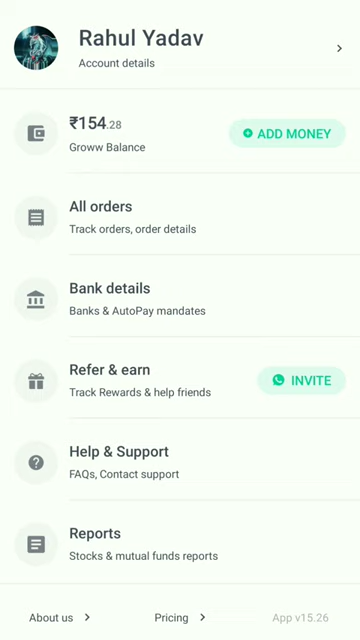 Rahul Yadav
Account details
₹154.28
Groww Balance
ADD MONEY
All orders
Track orders, order details
Bank details
Banks & AutoPay mandates
Refer & earn
Track Rewards & help friends
INVITE
Help & Support
FAQs, Contact support
Reports
Stocks & mutual funds reports
About us
Pricing
App v15.26